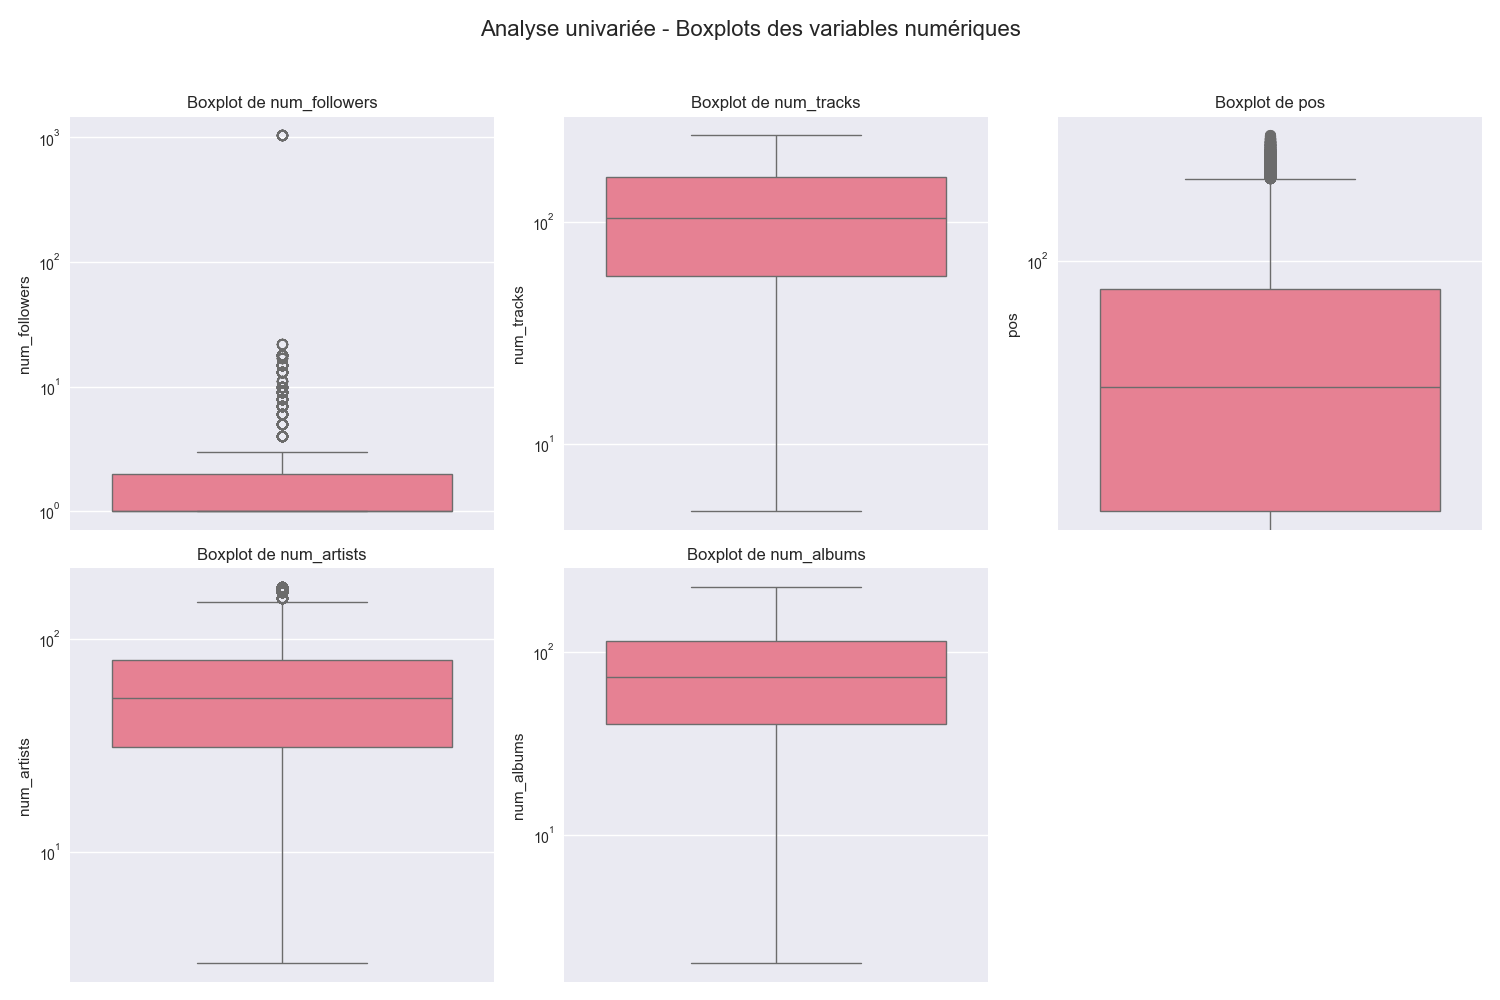 Analyse univariée - Boxplots des variables numériques
Boxplot de num_followers
Boxplot de num_tracks
Boxplot de pos
10^3
10^2
10^1
10^0
num_followers
10^2
10^1
num_tracks
10^2
pos
Boxplot de num_artists
Boxplot de num_albums
10^2
10^1
num_artists
10^2
10^1
num_albums